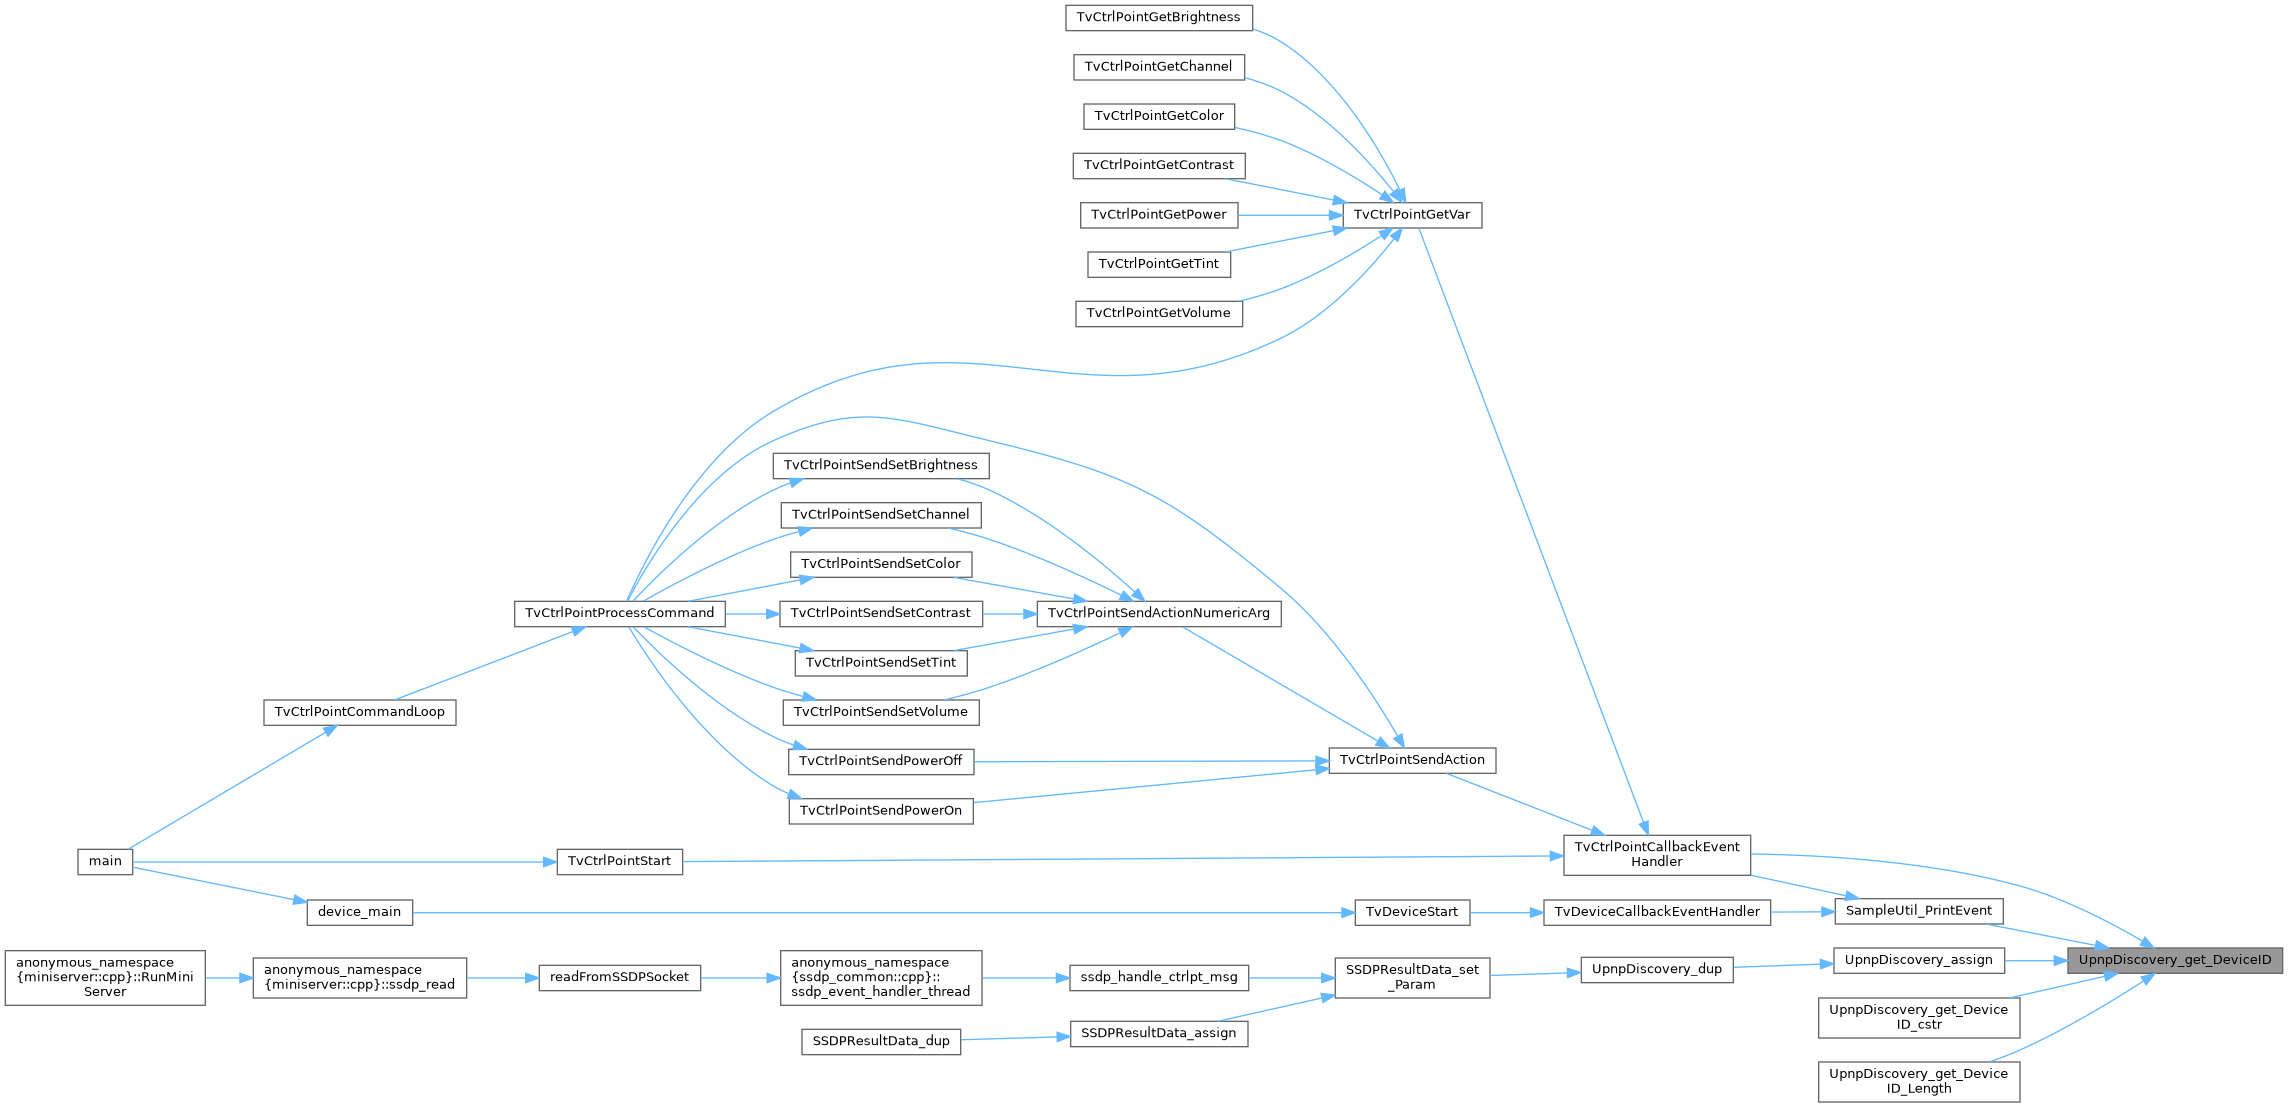 TvCtrlPointGetBrightness
TvCtrlPointGetChannel
TvCtrlPointGetColor
TvCtrlPointGetContrast
TvCtrlPointGetPower
TvCtrlPointGetVar
TvCtrlPointGetTint
TvCtrlPointGetVolume
TvCtrlPointSendSetBrightness
TvCtrlPointSendSetChannel
TvCtrlPointSendSetColor
TvCtrlPointProcessCommand
TvCtrlPointSendSetContrast
TvCtrlPointSendActionNumericArg
TvCtrlPointSendSetTint
TvCtrlPointCommandLoop
TvCtrlPointSendSetVolume
TvCtrlPointSendPowerOff
TvCtrlPointSendAction
TvCtrlPointSendPowerOn
main
TvCtrlPointStart
TvCtrlPointCallbackEvent
Handler
device_main
TvDeviceStart
TvDeviceCallbackEventHandler
SampleUtil_PrintEvent
anonymous_namespace
{miniserver::cpp}::RunMini
Server
anonymous_namespace
{miniserver::cpp}::ssdp_read
readFromSSDPSocket
anonymous_namespace
{ssdp_common::cpp}::
ssdp_event_handler_thread
ssdp_handle_ctrlpt_msg
SSDPResultData_set
_Param
UpnpDiscovery_dup
UpnpDiscovery_assign
UpnpDiscovery_get_DeviceID
UpnpDiscovery_get_Device
ID_cstr
SSDPResultData_dup
SSDPResultData_assign
UpnpDiscovery_get_Device
ID_Length